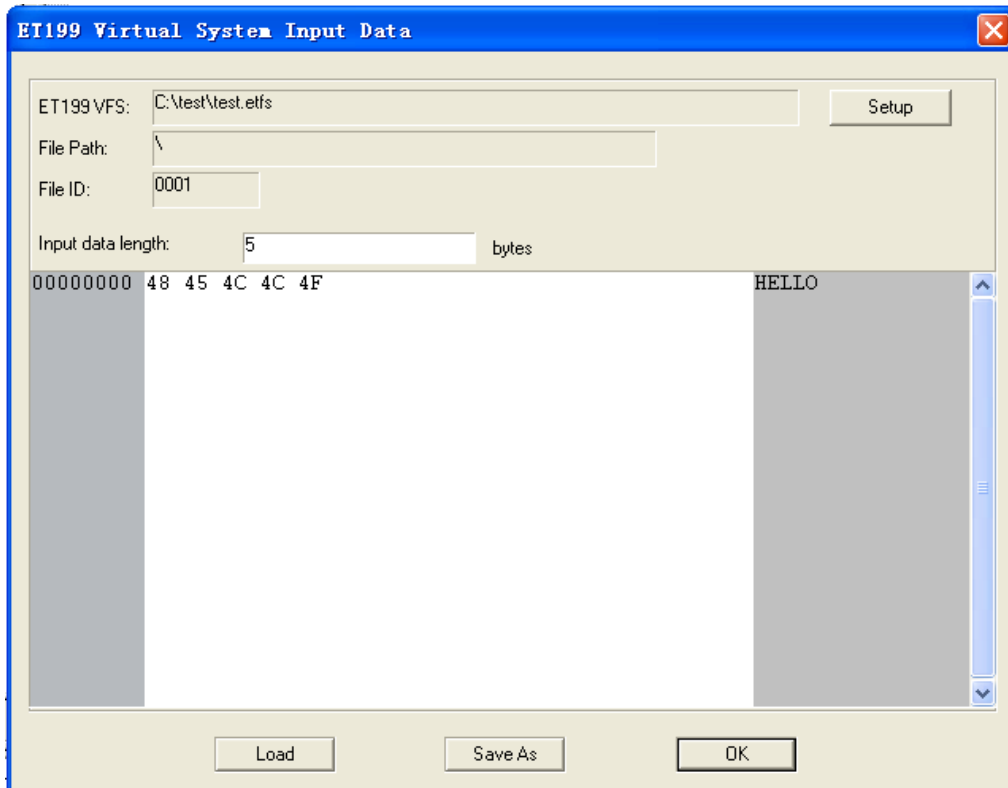 ET199 Virtual System Input Data
ET199 VFS: C:\test\test.etfs Setup
File Path: \
File ID: 0001
Input data length: 5 bytes
00000000 48 45 4C 4C 4F HELLO
Load Save As OK